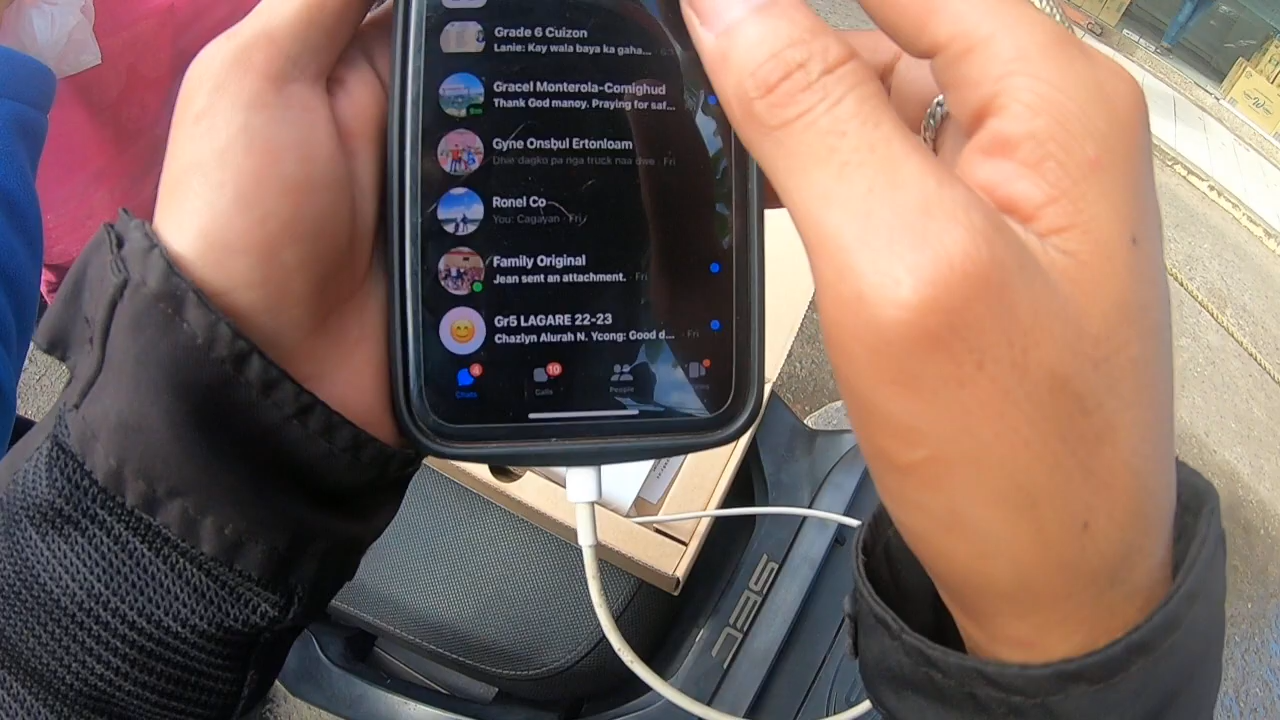 Grade 6 Cuizon
Lanie: Kay wala baya ka gaha...
Gracel Monterola-Comighud
Thank God manoy. Praying for saf...
Gyne Onsbul Ertonloam
Dhie dagko pa nga truck naa dwe · Fri
Ronel Co
You: Cagayan · Fri
Family Original
Jean sent an attachment. · Fri
Gr5 LAGARE 22-23
Chazlyn Alurah N. Ycong: Good d... · Fri
4
10
Chats
Calls
People
SEC